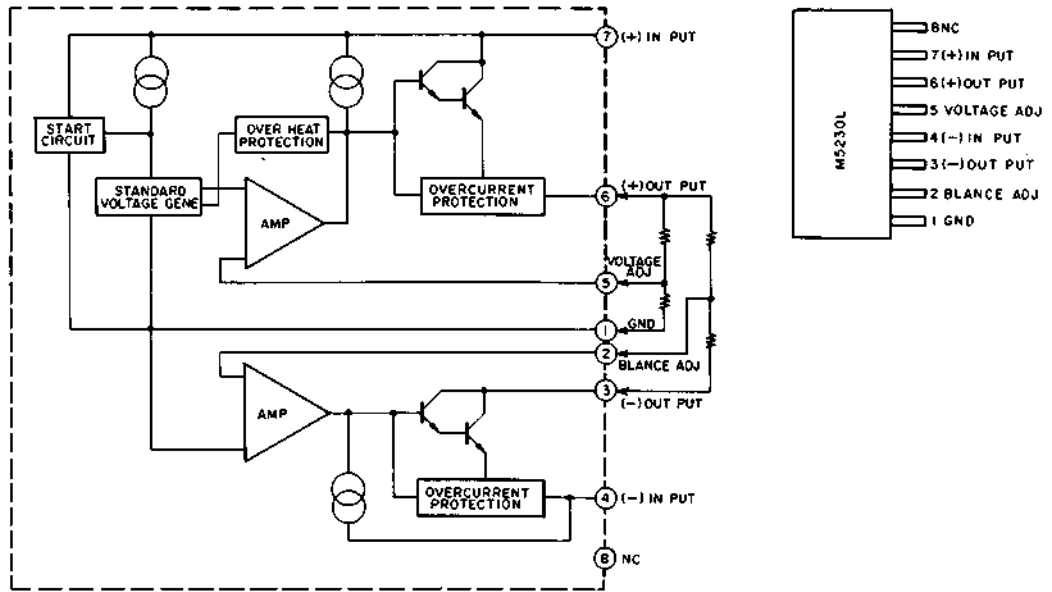 7 (+) IN PUT
START
CIRCUIT
OVER HEAT
PROTECTION
STANDARD
VOLTAGE GENE
AMP
OVERCURRENT
PROTECTION
(+) OUT PUT
6
VOLTAGE
ADJ
5
1 GND
2
BLANCE ADJ
3
(-) OUT PUT
AMP
OVERCURRENT
PROTECTION
4 (-) IN PUT
8 NC
M5230L
8NC
7(+) IN PUT
6(+)OUT PUT
5 VOLTAGE ADJ
4(-) IN PUT
3(-)OUT PUT
2 BLANCE ADJ
1 GND